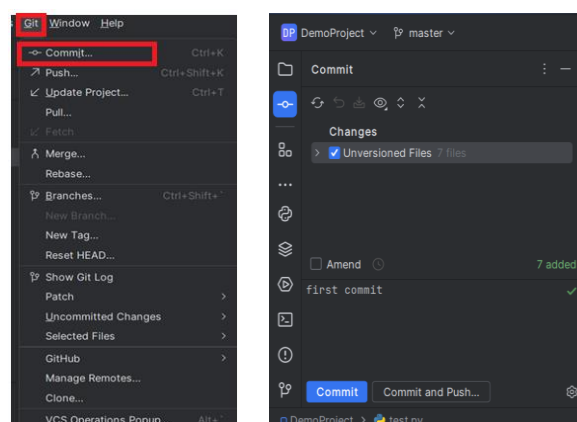 Git Window Help
Commit... Ctrl+K
Push... Ctrl+Shift+K
Update Project... Ctrl+T
Pull...
Fetch
Merge...
Rebase...
Branches... Ctrl+Shift+`
New Branch...
New Tag...
Reset HEAD...
Show Git Log
Patch
Uncommitted Changes
Selected Files
GitHub
Manage Remotes...
Clone...
VCS Operations Popup... Alt+`
DP DemoProject master
Commit
Changes
Unversioned Files 7 files
Amend 7 added
first commit
Commit Commit and Push...
DemoProject > test.py